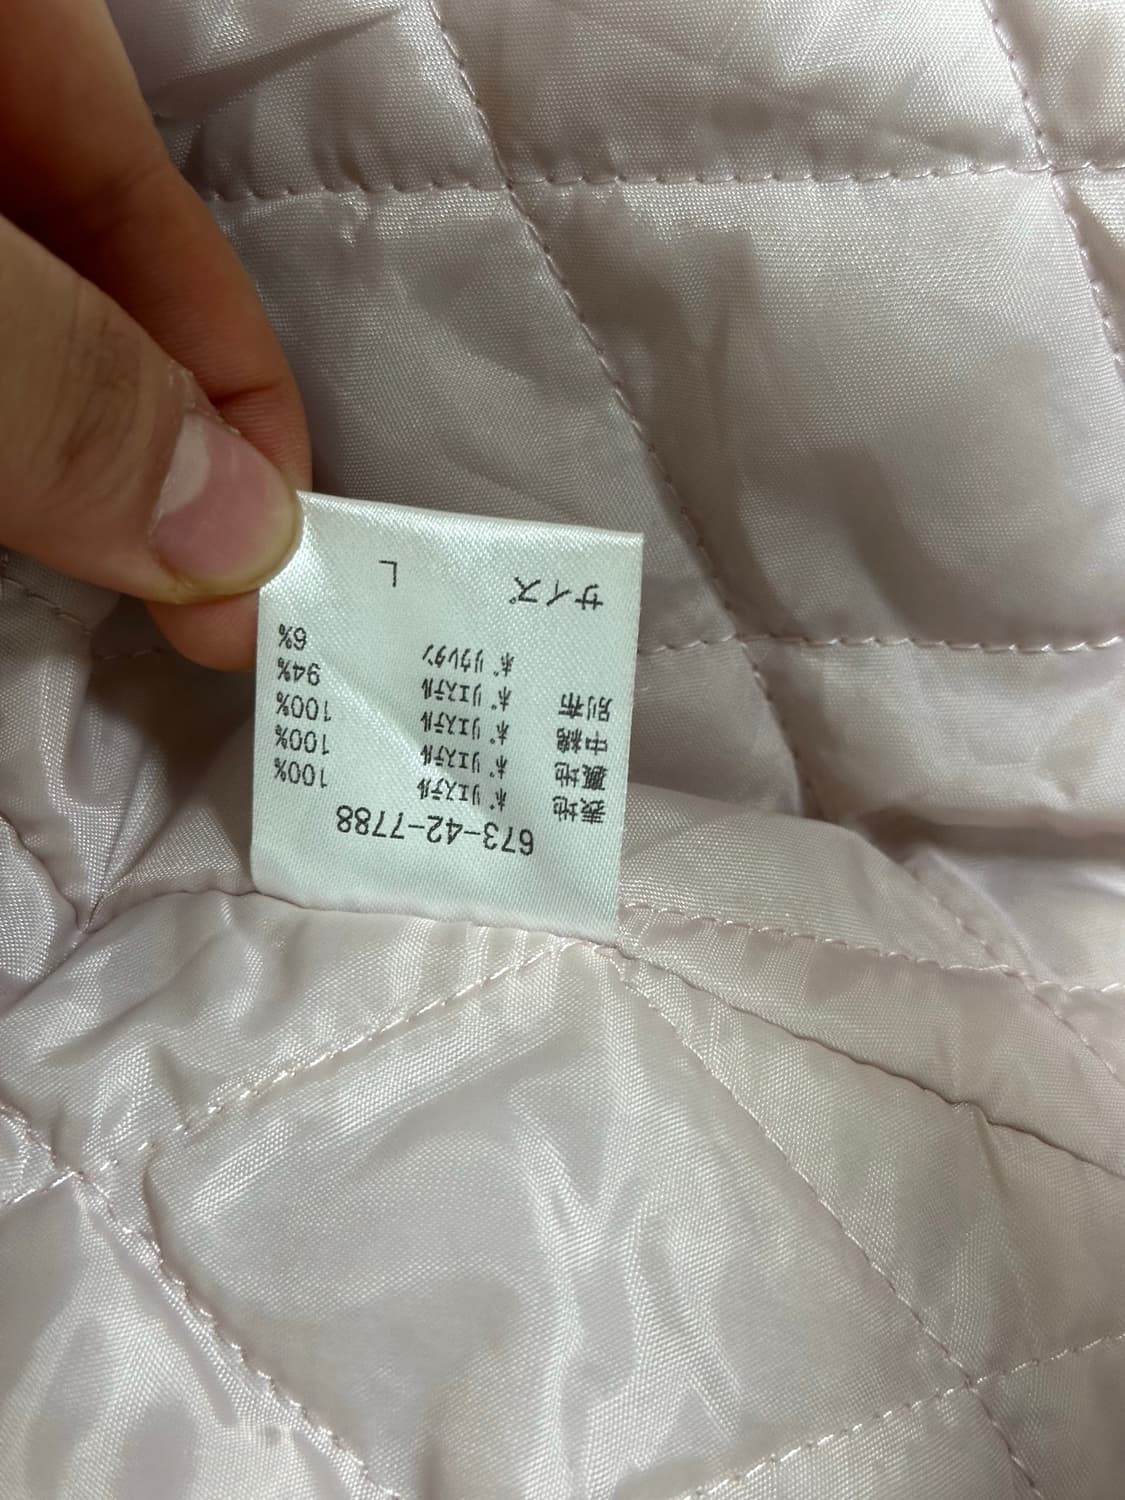 673-42-7788
表地 ポリエステル 100%
裏地 ポリエステル 100%
中綿 ポリエステル 100%
別布 ポリエステル 94%
ポリウレタン 6%
サイズ L